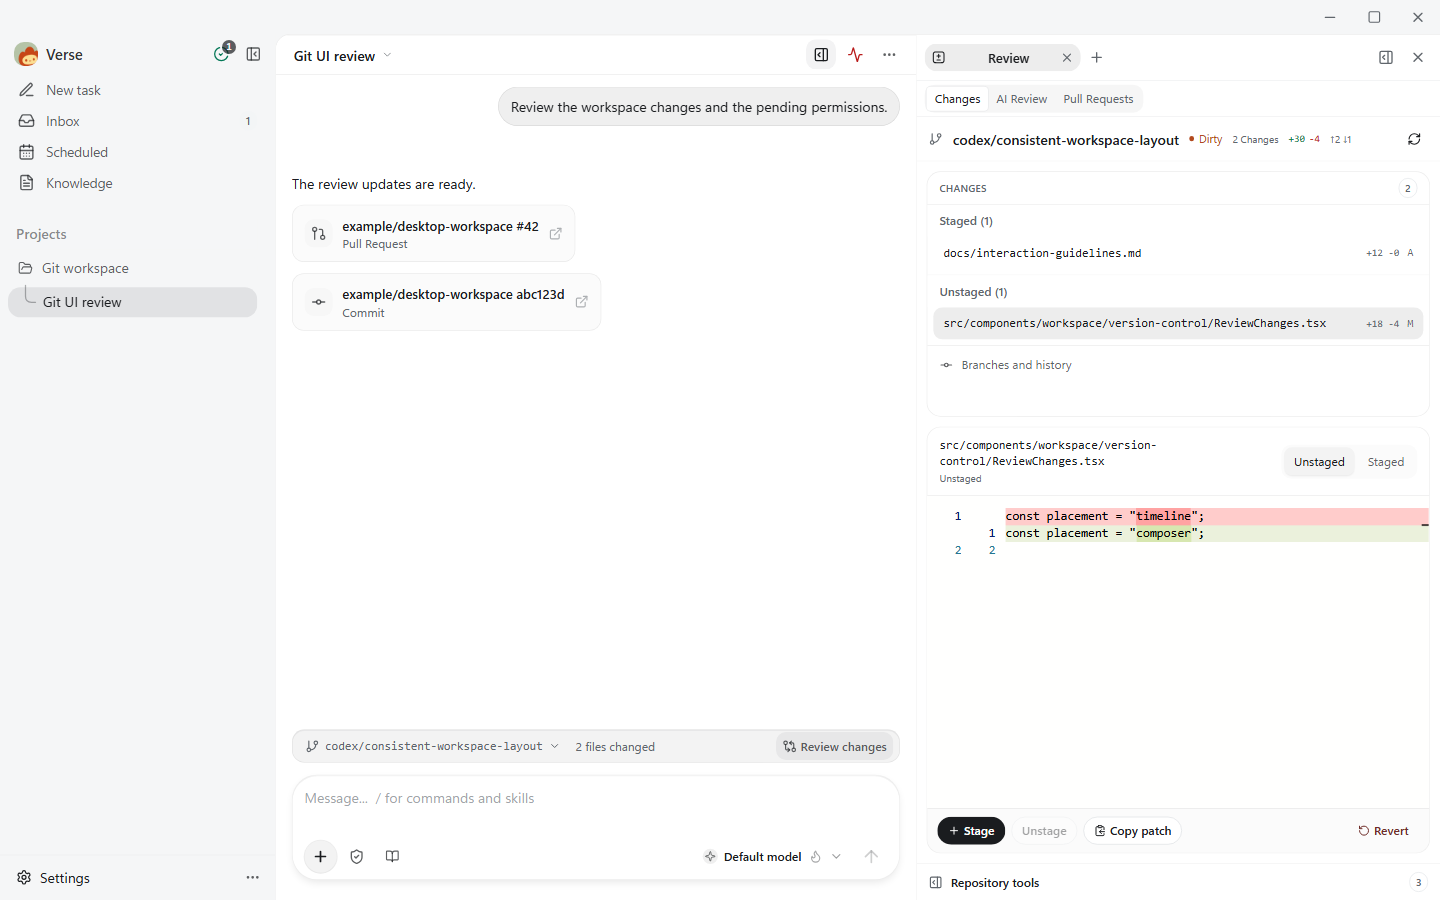 Verse
1
New task
Inbox
1
Scheduled
Knowledge
Projects
Git workspace
Git UI review
Settings
Git UI review
Review the workspace changes and the pending permissions.
The review updates are ready.
example/desktop-workspace #42
Pull Request
example/desktop-workspace abc123d
Commit
codex/consistent-workspace-layout
2 files changed
Review changes
Message... / for commands and skills
Default model
Review
Changes
AI Review
Pull Requests
codex/consistent-workspace-layout
Dirty
2 Changes
+30 -4
↑2 ↓1
CHANGES
2
Staged (1)
docs/interaction-guidelines.md
+12 -0 A
Unstaged (1)
src/components/workspace/version-control/ReviewChanges.tsx
+18 -4 M
Branches and history
src/components/workspace/version-
control/ReviewChanges.tsx
Unstaged
Unstaged
Staged
1 const placement = "timeline";
1 const placement = "composer";
2 2
+ Stage
Unstage
Copy patch
Revert
Repository tools
3